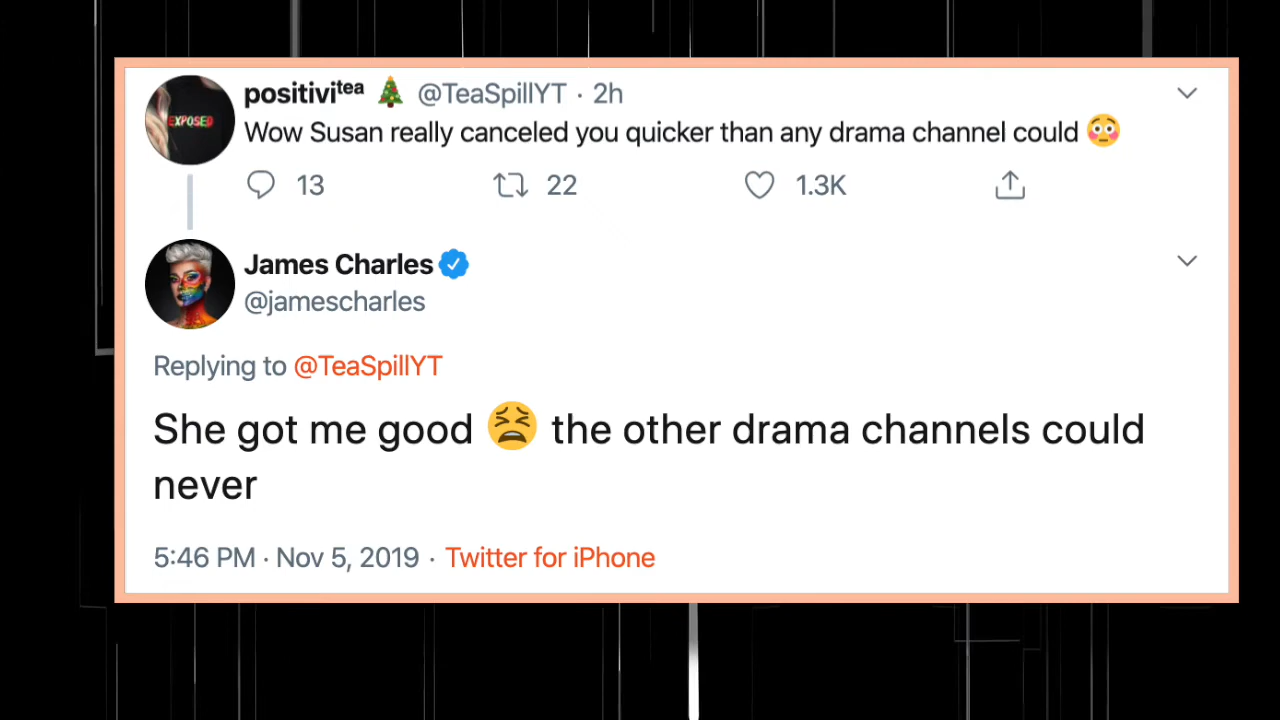 positiviᵗᵉᵃ 🎄 @TeaSpillYT · 2h
EXPOSED
Wow Susan really canceled you quicker than any drama channel could 😳
13 22 1.3K
James Charles
@jamescharles
Replying to @TeaSpillYT
She got me good 😫 the other drama channels could
never
5:46 PM · Nov 5, 2019 · Twitter for iPhone